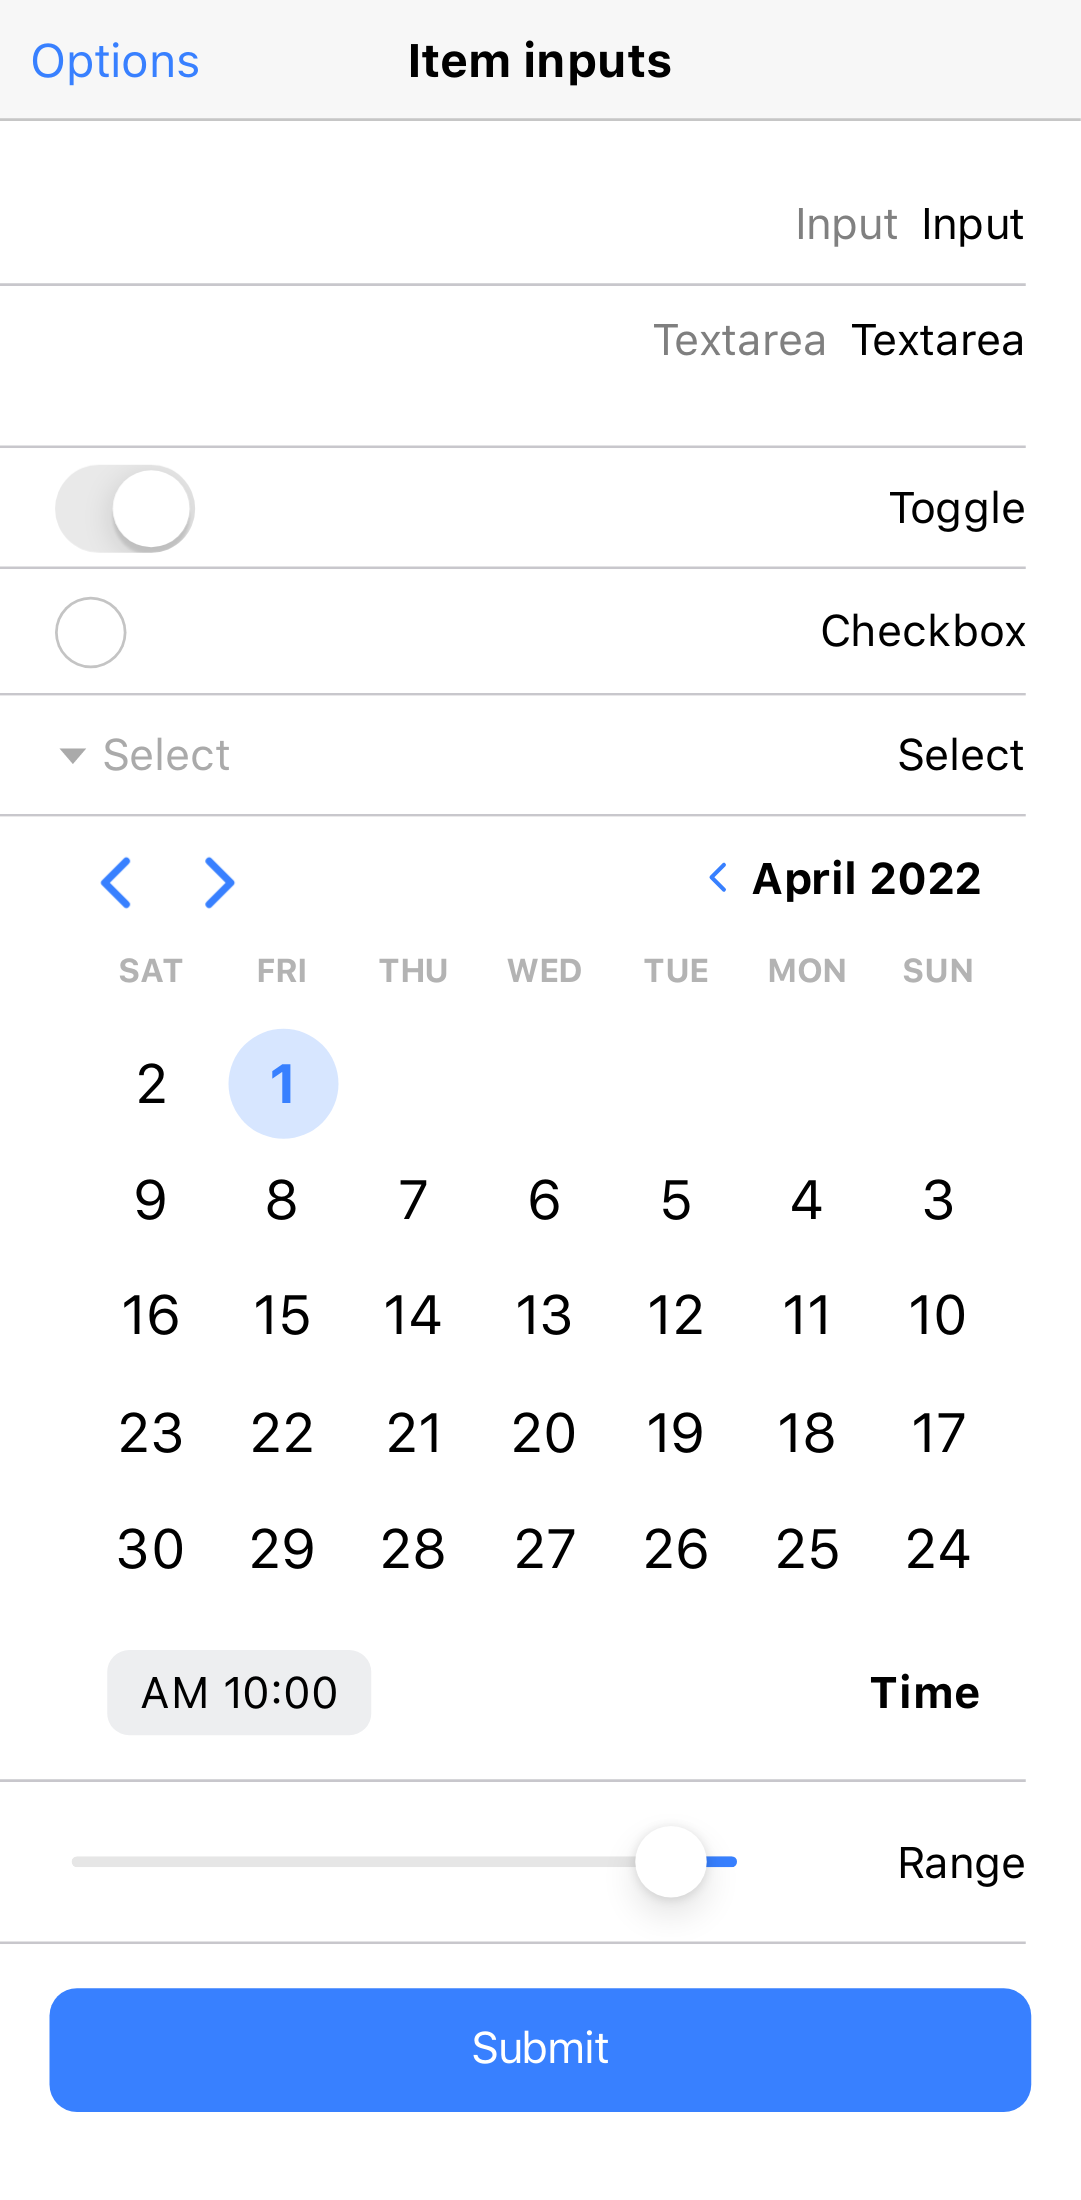 Options Item inputs
Input Input
Textarea Textarea
Toggle
Checkbox
Select Select
April 2022
SAT FRI THU WED TUE MON SUN
2 1
9 8 7 6 5 4 3
16 15 14 13 12 11 10
23 22 21 20 19 18 17
30 29 28 27 26 25 24
AM 10:00 Time
Range
Submit